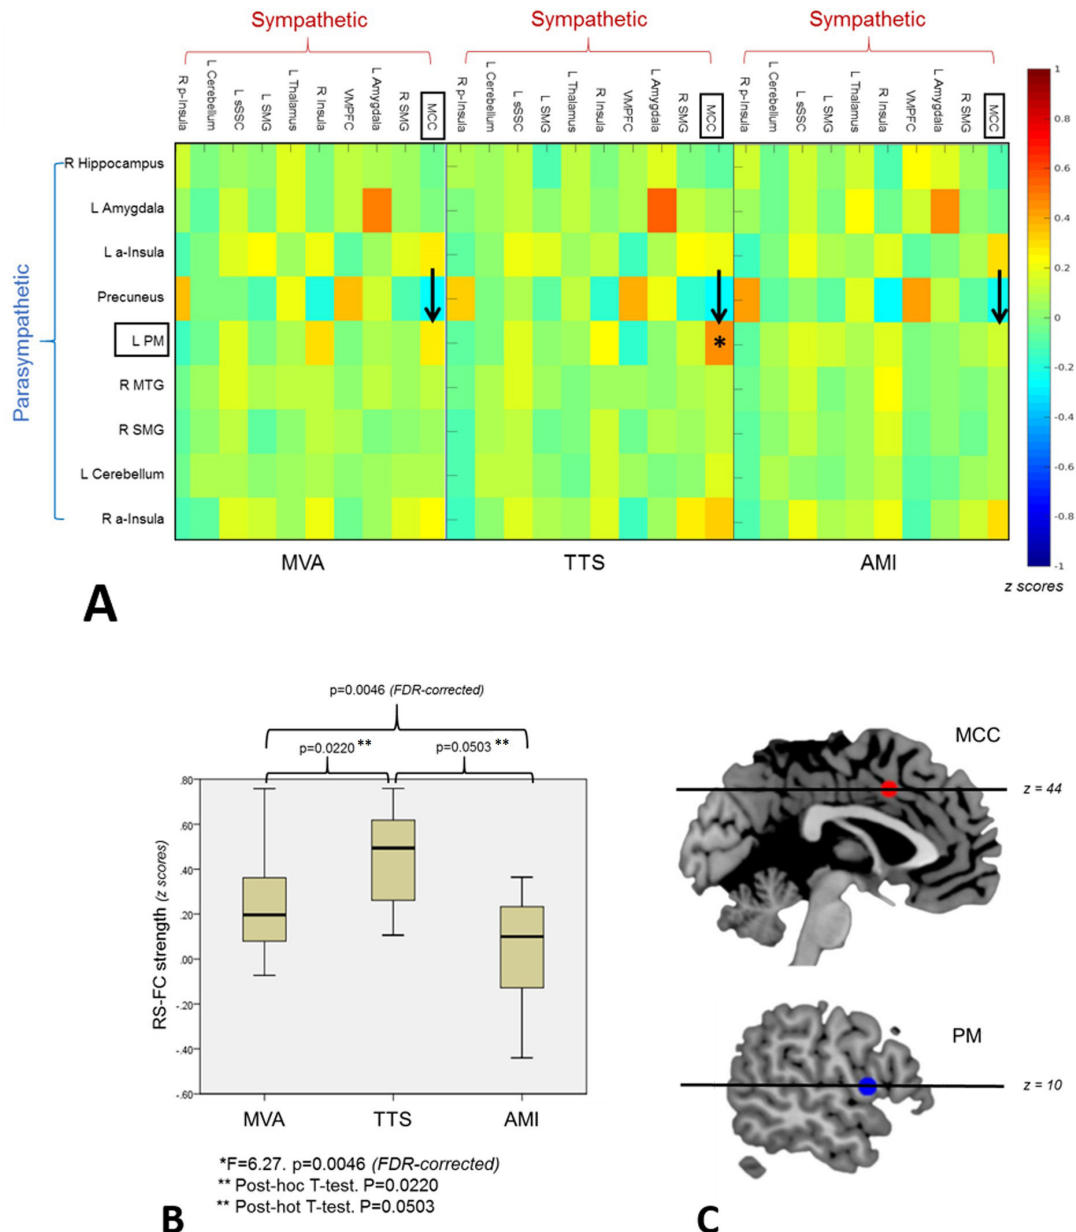 Sympathetic Sympathetic Sympathetic
R p-Insula L Cerebellum L sSSC L SMG L Thalamus R Insula VMPFC L Amygdala R SMG MCC R p-Insula L Cerebellum L sSSC L SMG L Thalamus R Insula VMPFC L Amygdala R SMG MCC R p-Insula L Cerebellum L sSSC L SMG L Thalamus R Insula VMPFC L Amygdala R SMG MCC
Parasympathetic
R Hippocampus
L Amygdala
L a-Insula
Precuneus
L PM *
R MTG
R SMG
L Cerebellum
R a-Insula
MVA TTS AMI
1
0.8
0.6
0.4
0.2
0
-0.2
-0.4
-0.6
-0.8
-1
z scores
A
p=0.0046 (FDR-corrected)
p=0.0220 ** p=0.0503 **
RS-FC strength (z scores)
.80
.60
.40
.20
.00
-.20
-.40
-.60
MVA TTS AMI
*F=6.27. p=0.0046 (FDR-corrected)
** Post-hoc T-test. P=0.0220
** Post-hot T-test. P=0.0503
B
MCC
z = 44
PM
z = 10
C